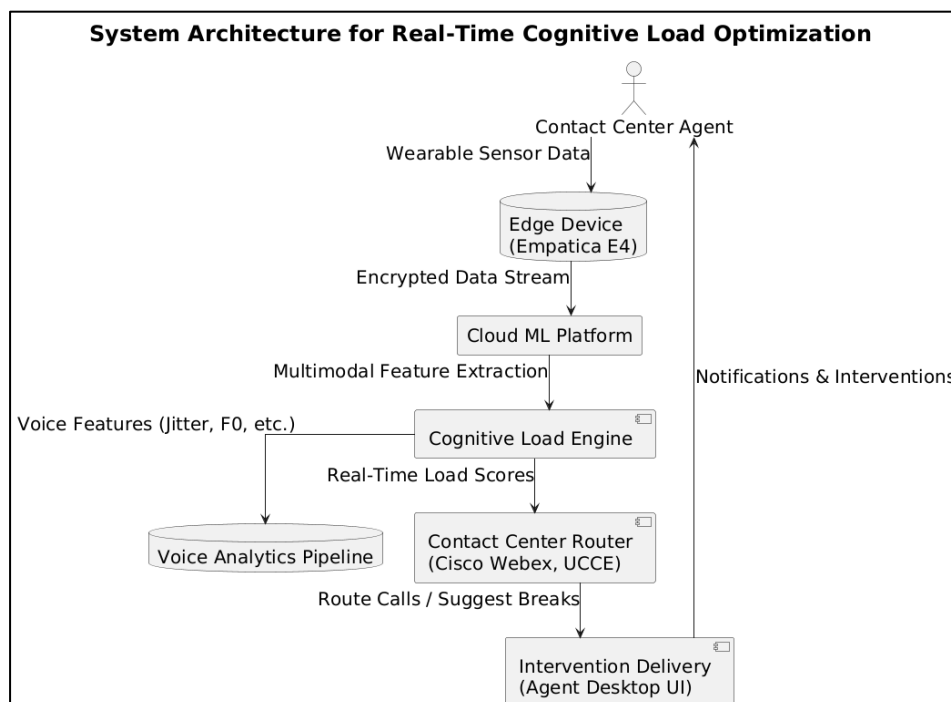 System Architecture for Real-Time Cognitive Load Optimization
Contact Center Agent
Wearable Sensor Data
Edge Device
(Empatica E4)
Encrypted Data Stream
Cloud ML Platform
Multimodal Feature Extraction
Notifications & Interventions
Voice Features (Jitter, F0, etc.)
Cognitive Load Engine
Real-Time Load Scores
Voice Analytics Pipeline
Contact Center Router
(Cisco Webex, UCCE)
Route Calls / Suggest Breaks
Intervention Delivery
(Agent Desktop UI)